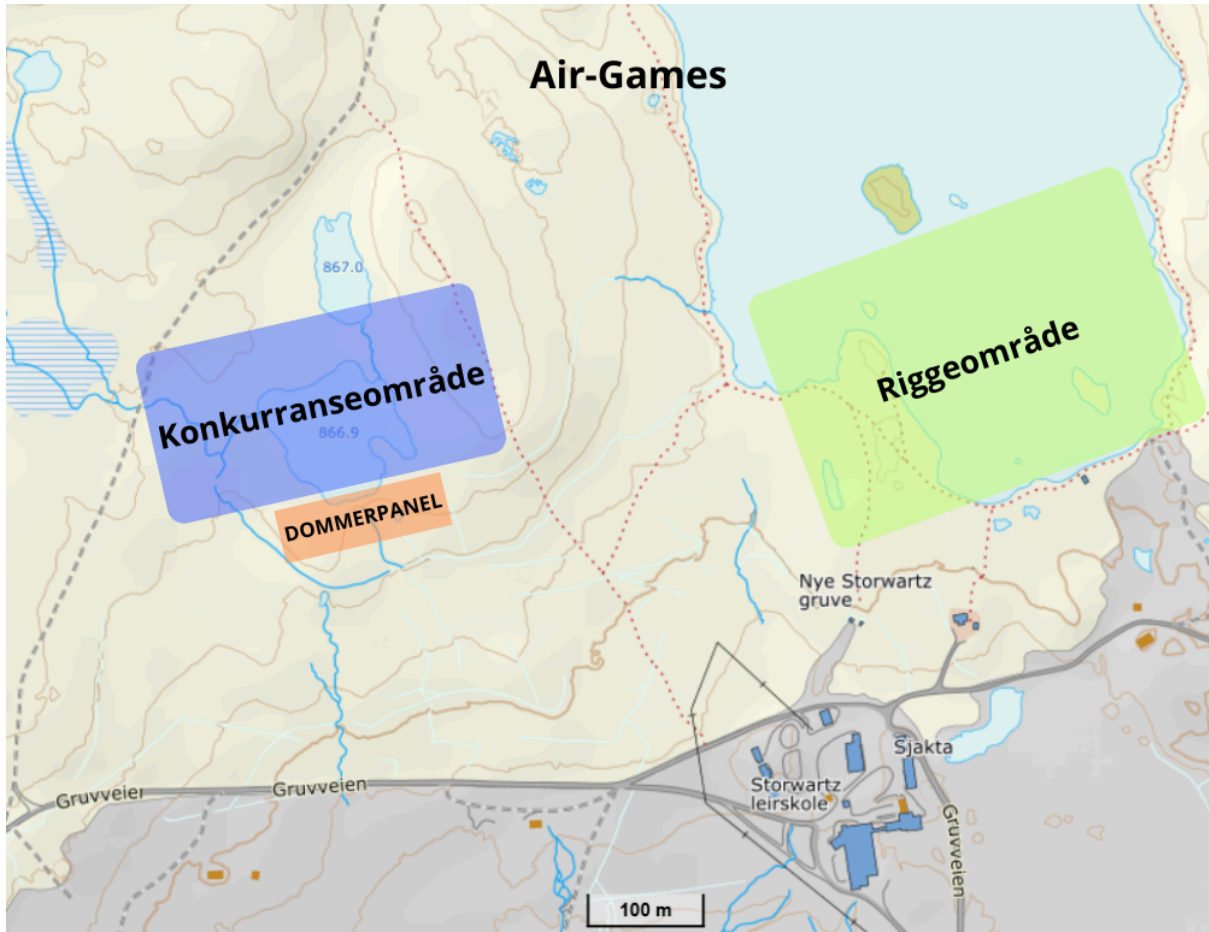 Air-Games
867.0
Konkurranseområde
866.9
DOMMERPANEL
Riggeområde
Nye Storwartz
gruve
Sjakta
Storwartz
leirskole
Gruvveien
Gruvveien
Gruvveien
100 m